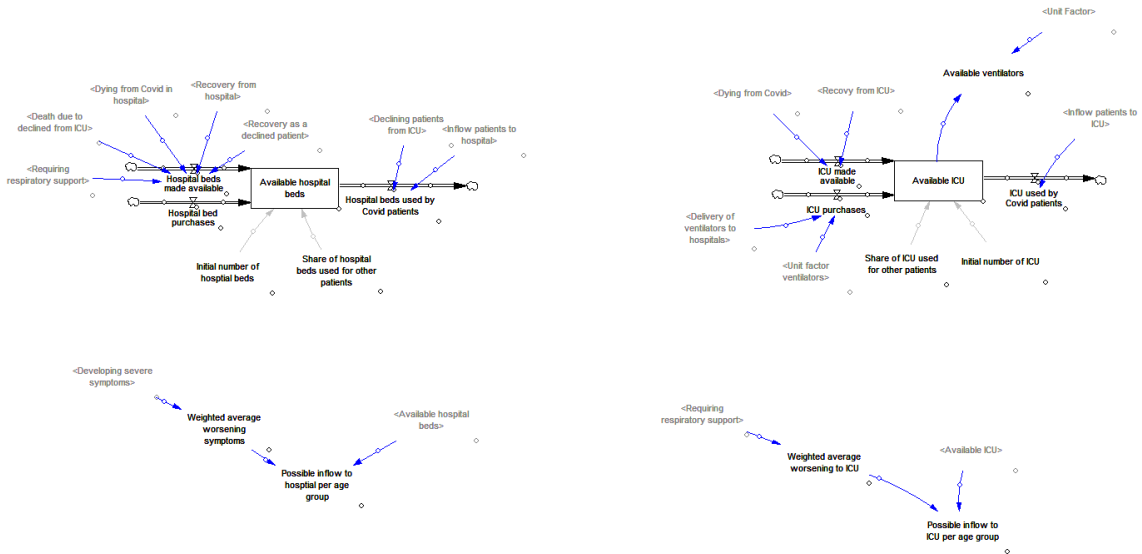 <Unit Factor>
Available ventilators
<Dying from Covid in
hospital>
<Recovery from
hospital>
<Death due to
declined from ICU>
<Recovery as a
declined patient>
<Declining patients
from ICU>
<Inflow patients to
hospital>
<Requiring
respiratory support>
Hospital beds
made available
Available hospital
beds
Hospital beds used by
Covid patients
Hospital bed
purchases
Initial number of
hosptial beds
Share of hospital
beds used for other
patients
<Dying from Covid>
<Recovy from ICU>
<Inflow patients to
ICU>
ICU made
available
Available ICU
ICU used by
Covid patients
ICU purchases
<Delivery of
ventilators to
hospitals>
<Unit factor
ventilators>
Share of ICU used
for other patients
Initial number of ICU
<Developing severe
symptoms>
Weighted average
worsening
symptoms
<Available hospital
beds>
Possible inflow to
hosptial per age
group
<Requiring
respiratory support>
Weighted average
worsening to ICU
<Available ICU>
Possible inflow to
ICU per age group